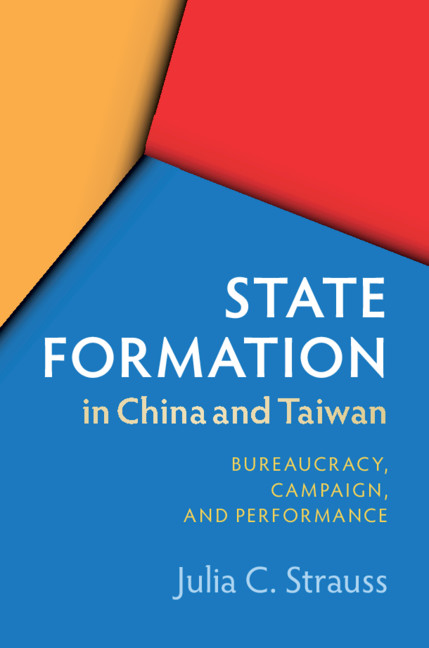 STATE
FORMATION
in China and Taiwan
BUREAUCRACY,
CAMPAIGN,
AND PERFORMANCE
Julia C. Strauss